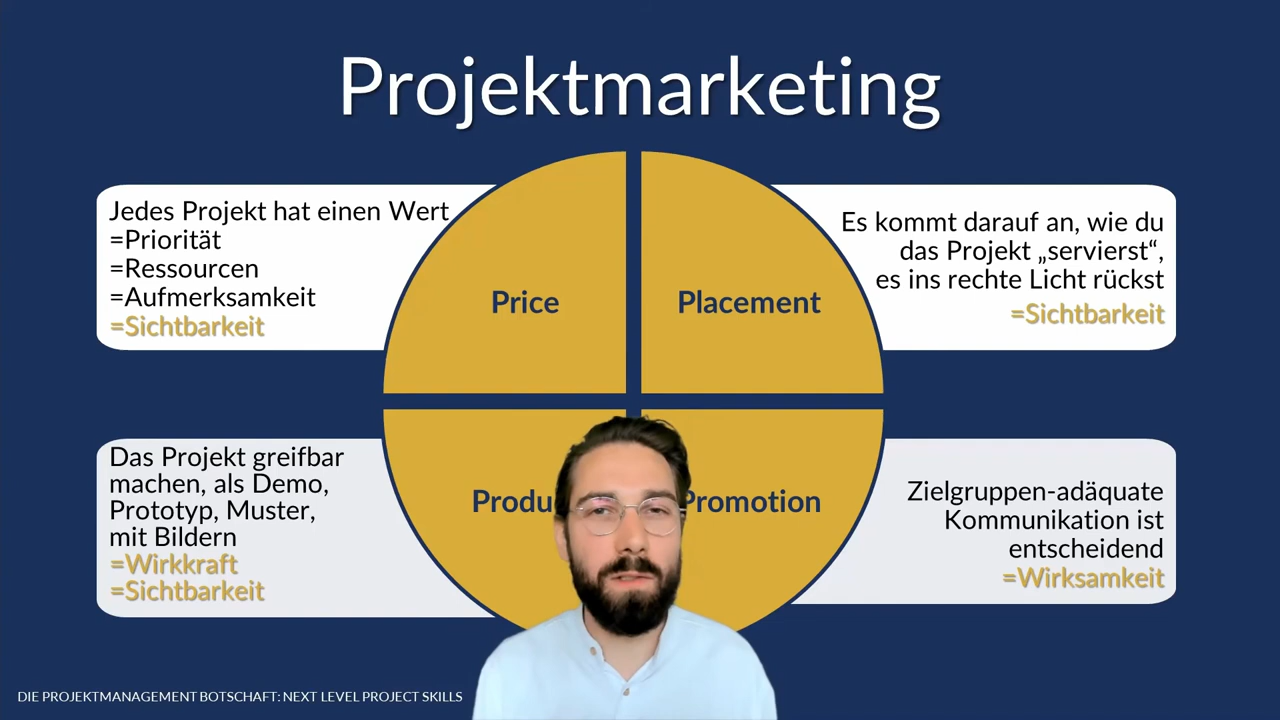 Projektmarketing
Jedes Projekt hat einen Wert
=Priorität
=Ressourcen
=Aufmerksamkeit
=Sichtbarkeit
Price
Placement
Es kommt darauf an, wie du
das Projekt „servierst“,
es ins rechte Licht rückst
=Sichtbarkeit
Das Projekt greifbar
machen, als Demo,
Prototyp, Muster,
mit Bildern
=Wirkkraft
=Sichtbarkeit
Produ
Promotion
Zielgruppen-adäquate
Kommunikation ist
entscheidend
=Wirksamkeit
DIE PROJEKTMANAGEMENT BOTSCHAFT: NEXT LEVEL PROJECT SKILLS